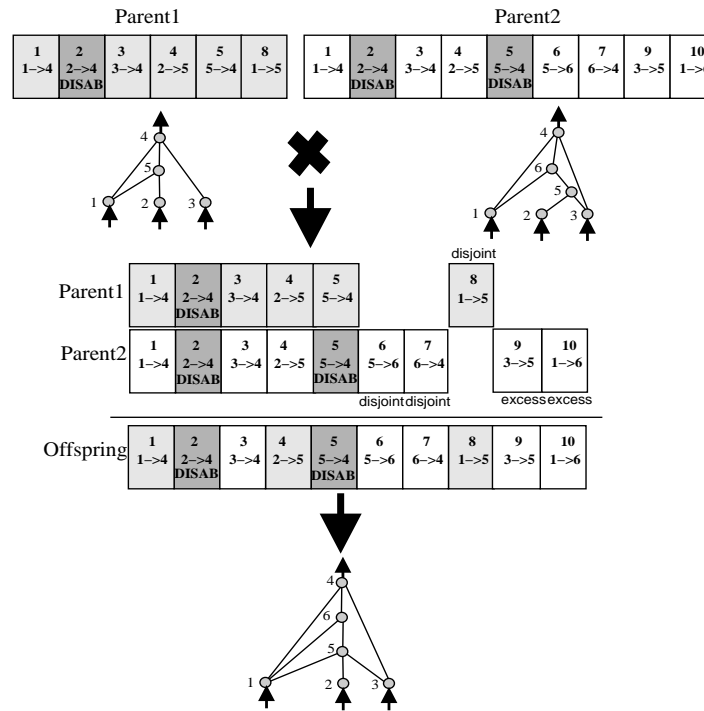 Parent1 Parent2
1 2 3 4 5 8
1->4 2->4 3->4 2->5 5->4 1->5
DISAB
1 2 3 4 5 6 7 9 10
1->4 2->4 3->4 2->5 5->4 5->6 6->4 3->5 1->6
DISAB DISAB
4
5
1 2 3
4
6
5
1 2 3
disjoint
Parent1
1 2 3 4 5 8
1->4 2->4 3->4 2->5 5->4 1->5
DISAB
Parent2
1 2 3 4 5 6 7 9 10
1->4 2->4 3->4 2->5 5->4 5->6 6->4 3->5 1->6
DISAB DISAB
disjoint disjoint excess excess
Offspring
1 2 3 4 5 6 7 8 9 10
1->4 2->4 3->4 2->5 5->4 5->6 6->4 1->5 3->5 1->6
DISAB DISAB
4
6
5
1 2 3